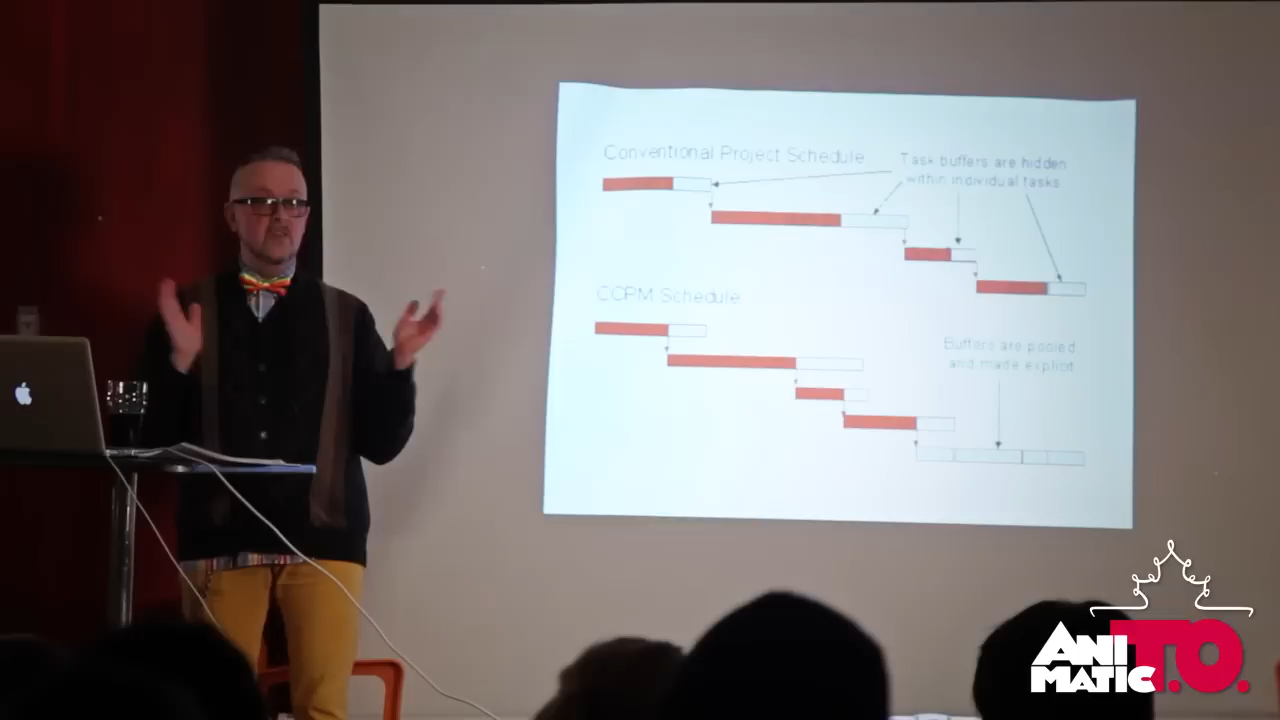 Conventional Project Schedule
Task buffers are hidden
within individual tasks
CCPM Schedule
Buffers are pooled
and made explicit
ANI
MATIC T.O.